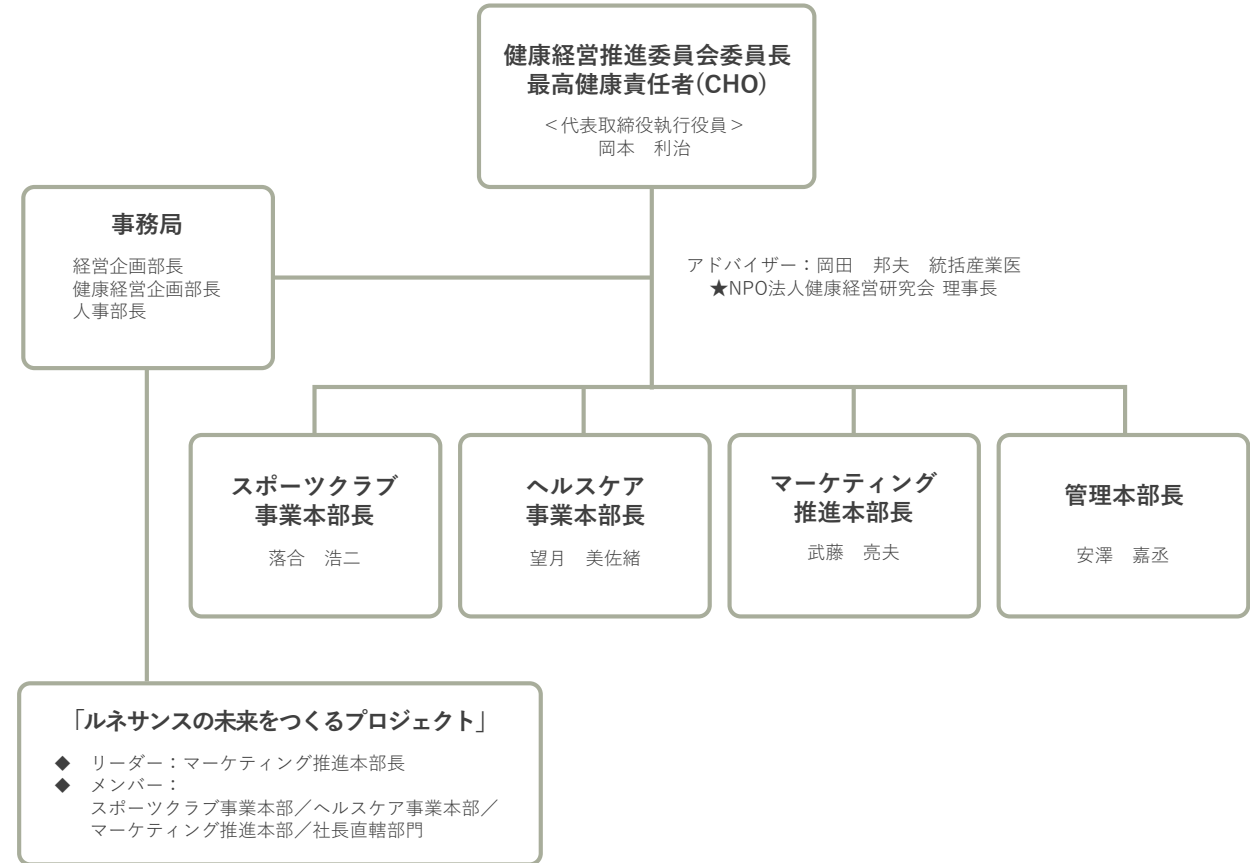 健康経営推進委員会委員長
最高健康責任者(CHO)
＜代表取締役執行役員＞
岡本　利治
事務局
経営企画部長
健康経営企画部長
人事部長
アドバイザー：岡田　邦夫　統括産業医
★NPO法人健康経営研究会 理事長
スポーツクラブ
事業本部長
落合　浩二
ヘルスケア
事業本部長
望月　美佐緒
マーケティング
推進本部長
武藤　亮夫
管理本部長
安澤　嘉丞
「ルネサンスの未来をつくるプロジェクト」
◆　リーダー：マーケティング推進本部長
◆　メンバー：
スポーツクラブ事業本部／ヘルスケア事業本部／
マーケティング推進本部／社長直轄部門